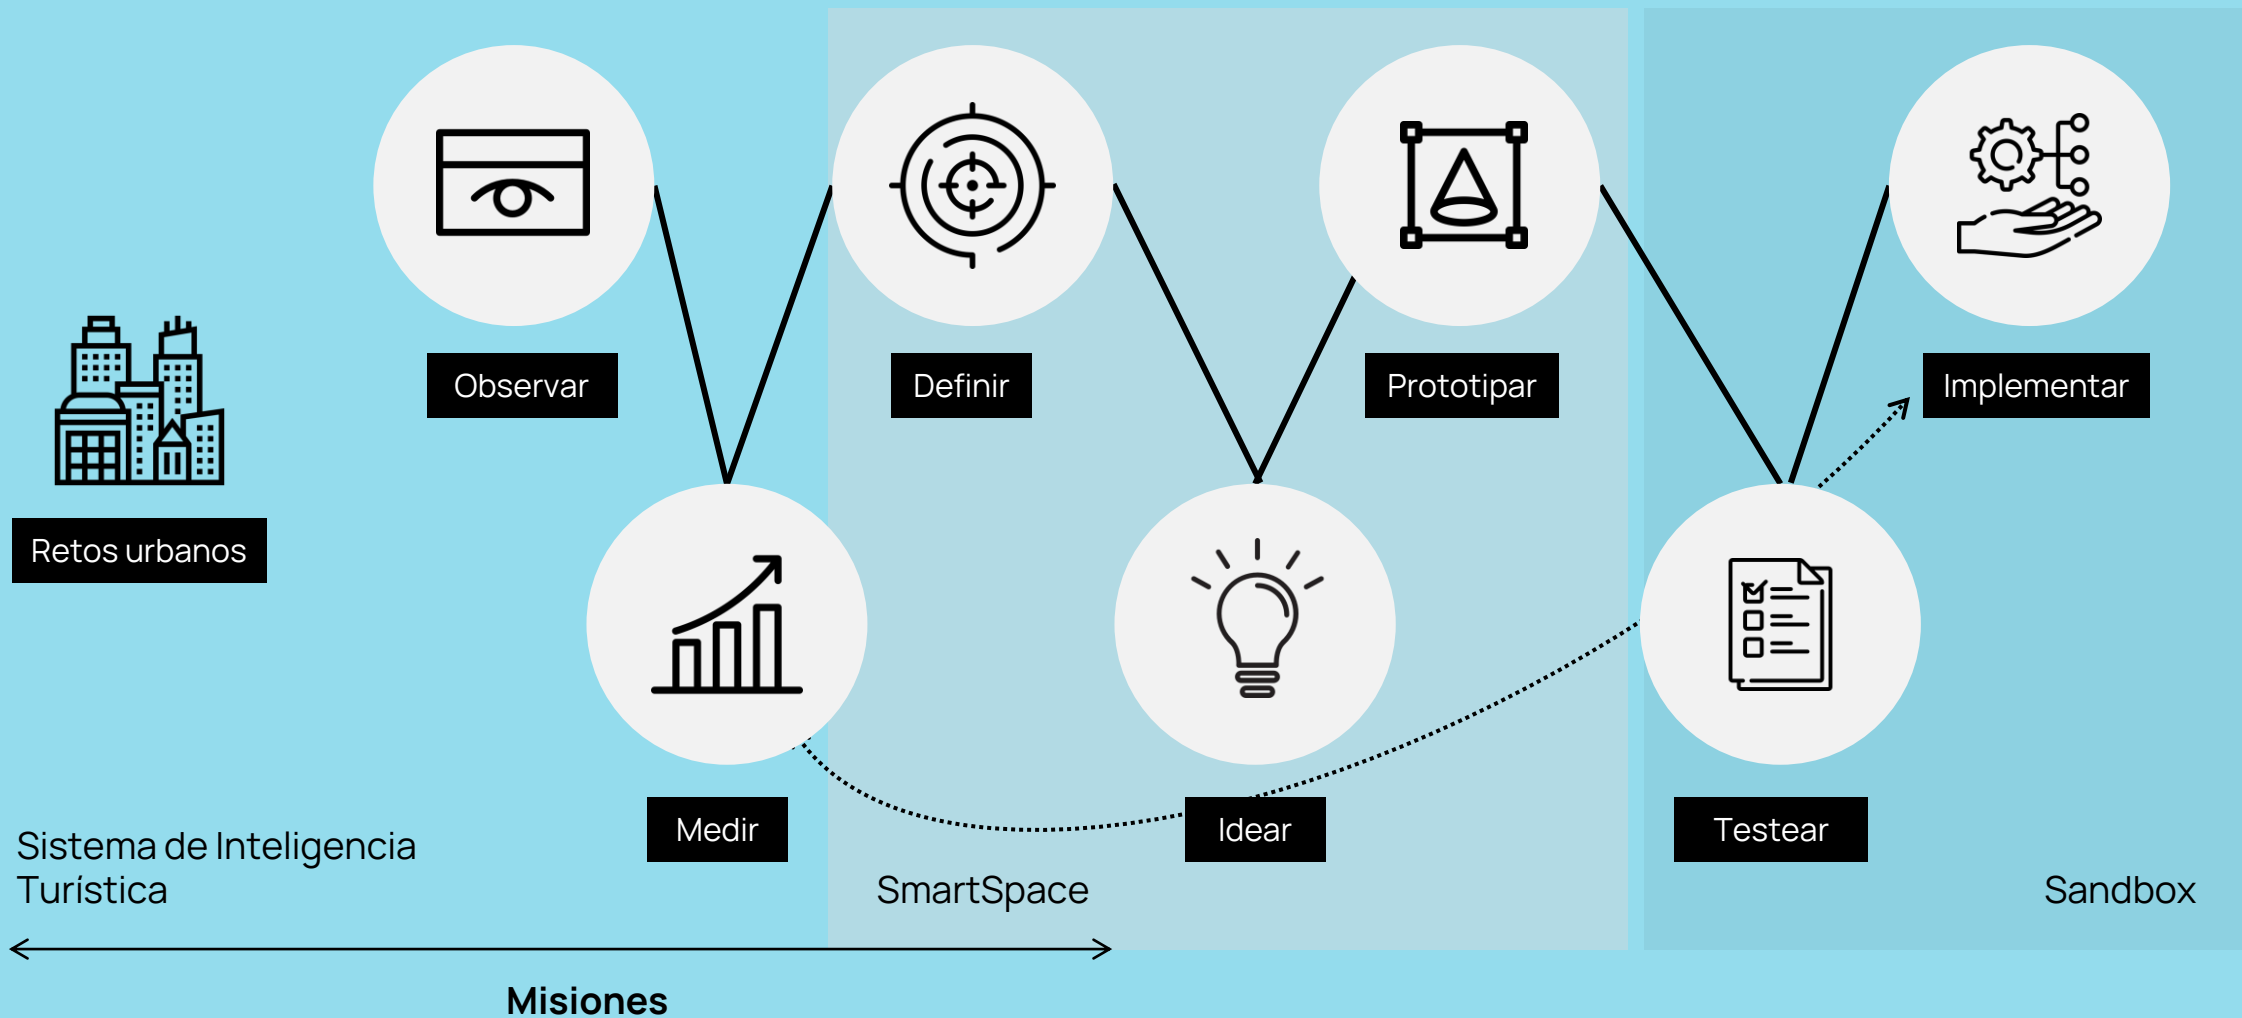 Observar
Definir
Prototipar
Implementar
Retos urbanos
Medir
Idear
Testear
Sistema de Inteligencia
Turística
SmartSpace
Sandbox
Misiones